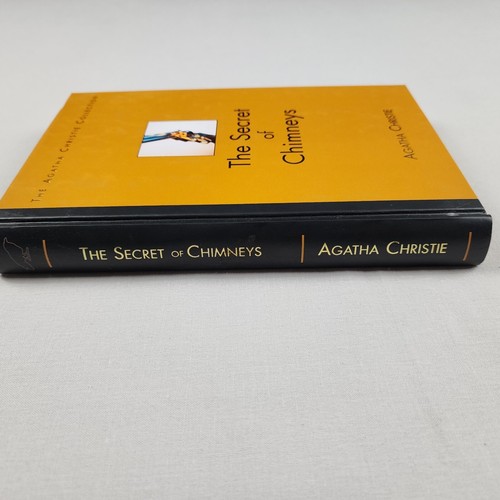 THE AGATHA CHRISTIE COLLECTION
The Secret
of
Chimneys
AGATHA CHRISTIE
THE SECRET OF CHIMNEYS
AGATHA CHRISTIE